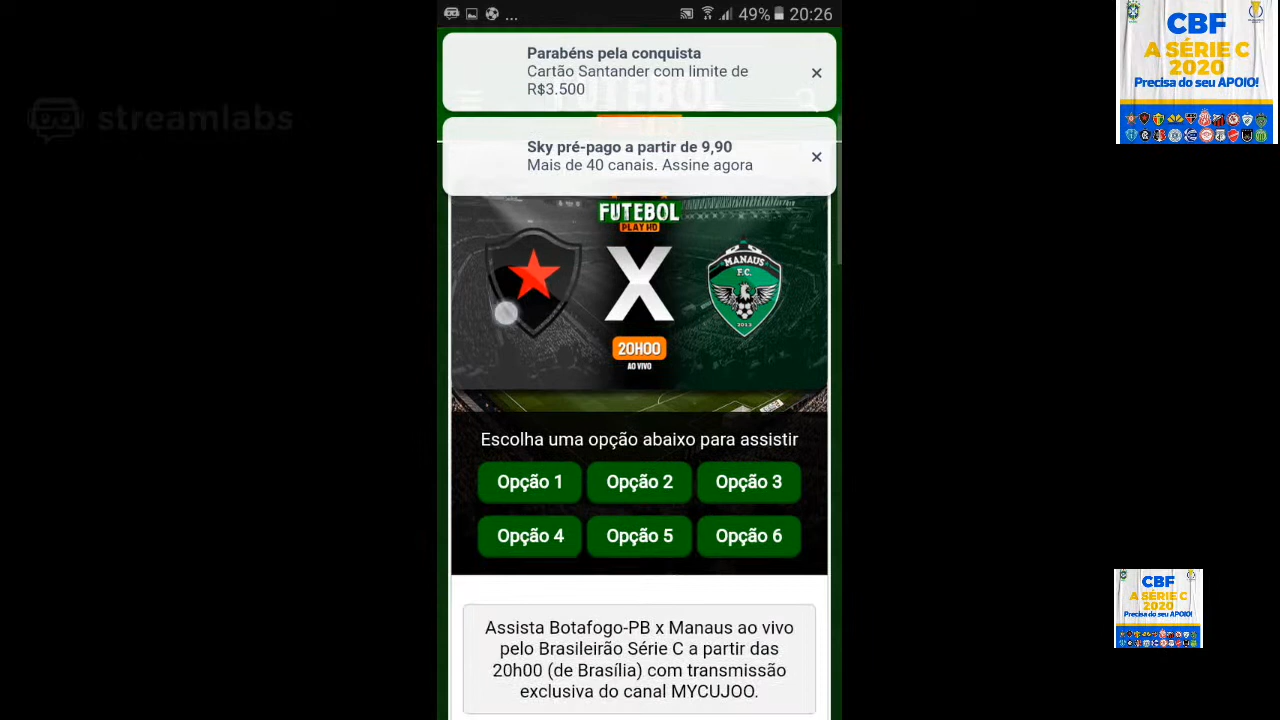 ... 49% 20:26
Parabéns pela conquista
Cartão Santander com limite de
R$3.500
×
FUTEBOL
Sky pré-pago a partir de 9,90
Mais de 40 canais. Assine agora
×
streamlabs
CBF
A SÉRIE C
2020
Precisa do seu APOIO!
FUTEBOL
PLAY HD
X
MANAUS
F.C.
2013
20H00
AO VIVO
Escolha uma opção abaixo para assistir
Opção 1 Opção 2 Opção 3
Opção 4 Opção 5 Opção 6
Assista Botafogo-PB x Manaus ao vivo
pelo Brasileirão Série C a partir das
20h00 (de Brasília) com transmissão
exclusiva do canal MYCUJOO.
CBF
A SÉRIE C
2020
Precisa do seu APOIO!